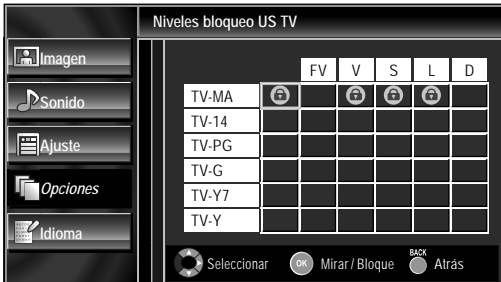 Niveles bloqueo US TV
Imagen
Sonido
Ajuste
Opciones
Idioma
FV V S L D
TV-MA
TV-14
TV-PG
TV-G
TV-Y7
TV-Y
Seleccionar OK Mirar / Bloque BACK Atrás